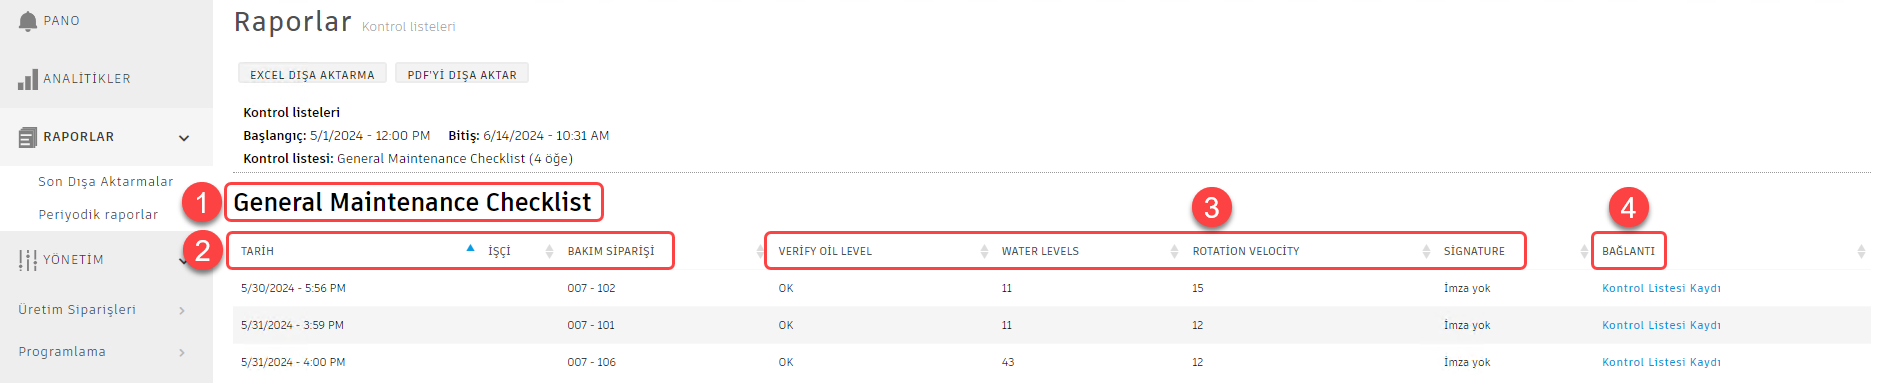 PANO
ANALİTİKLER
RAPORLAR
Son Dışa Aktarmalar
Periyodik raporlar
YÖNETİM
Üretim Siparişleri
Programlama
Raporlar Kontrol listeleri
EXCEL DIŞA AKTARMA PDF'Yİ DIŞA AKTAR
Kontrol listeleri
Başlangıç: 5/1/2024 - 12:00 PM Bitiş: 6/14/2024 - 10:31 AM
Kontrol listesi: General Maintenance Checklist (4 öğe)
1 General Maintenance Checklist 3 4
2 TARİH İŞÇİ BAKIM SİPARİŞİ VERİFY OİL LEVEL WATER LEVELS ROTATİON VELOCİTY SİGNATURE BAĞLANTI
5/30/2024 - 5:56 PM 007 - 102 OK 11 15 İmza yok Kontrol Listesi Kaydı
5/31/2024 - 3:59 PM 007 - 101 OK 11 12 İmza yok Kontrol Listesi Kaydı
5/31/2024 - 4:00 PM 007 - 106 OK 43 12 İmza yok Kontrol Listesi Kaydı